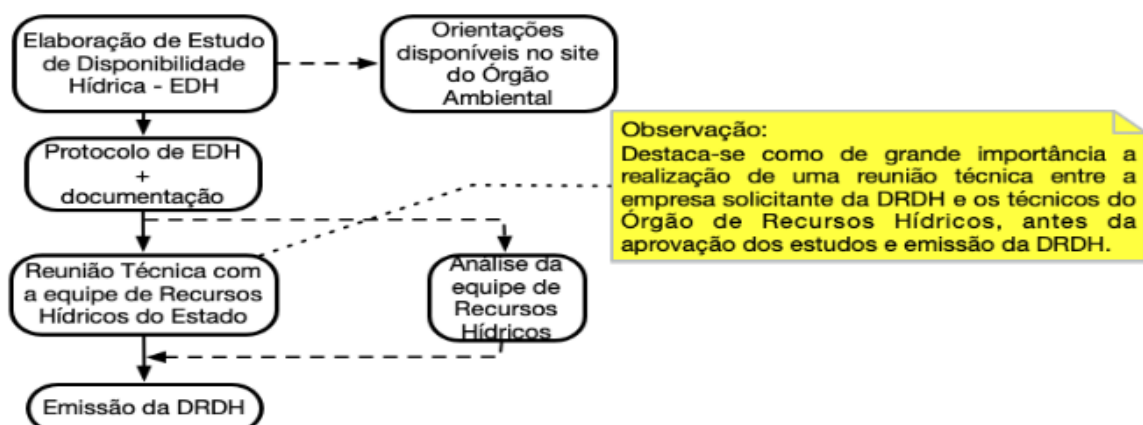 Elaboração de Estudo
de Disponibilidade
Hídrica - EDH
Orientações
disponíveis no site
do Órgão
Ambiental
Protocolo de EDH
+
documentação
Observação:
Destaca-se como de grande importância a
realização de uma reunião técnica entre a
empresa solicitante da DRDH e os técnicos do
Órgão de Recursos Hídricos, antes da
aprovação dos estudos e emissão da DRDH.
Reunião Técnica com
a equipe de Recursos
Hídricos do Estado
Análise da
equipe de
Recursos
Hídricos
Emissão da DRDH